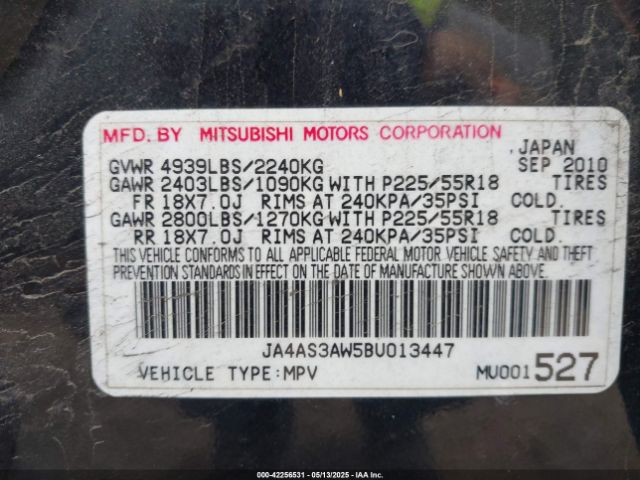 MFD. BY MITSUBISHI MOTORS CORPORATION
, JAPAN
GVWR 4939LBS/2240KG SEP 2010
GAWR 2403LBS/1090KG WITH P225/55R18 TIRES
FR 18X7.0J RIMS AT 240KPA/35PSI COLD.
GAWR 2800LBS/1270KG WITH P225/55R18 TIRES
RR 18X7.0J RIMS AT 240KPA/35PSI COLD.
THIS VEHICLE CONFORMS TO ALL APPLICABLE FEDERAL MOTOR VEHICLE SAFETY AND THEFT
PREVENTION STANDARDS IN EFFECT ON THE DATE OF MANUFACTURE SHOWN ABOVE.
JA4AS3AW5BU013447
VEHICLE TYPE:MPV MU001 527
000-42256531 - 05/13/2025 - IAA, Inc.